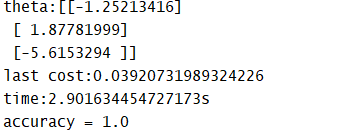 theta:[[-1.25213416]
 [ 1.87781999]
 [-5.6153294 ]]
last cost:0.03920731989324226
time:2.901634454727173s
accuracy = 1.0